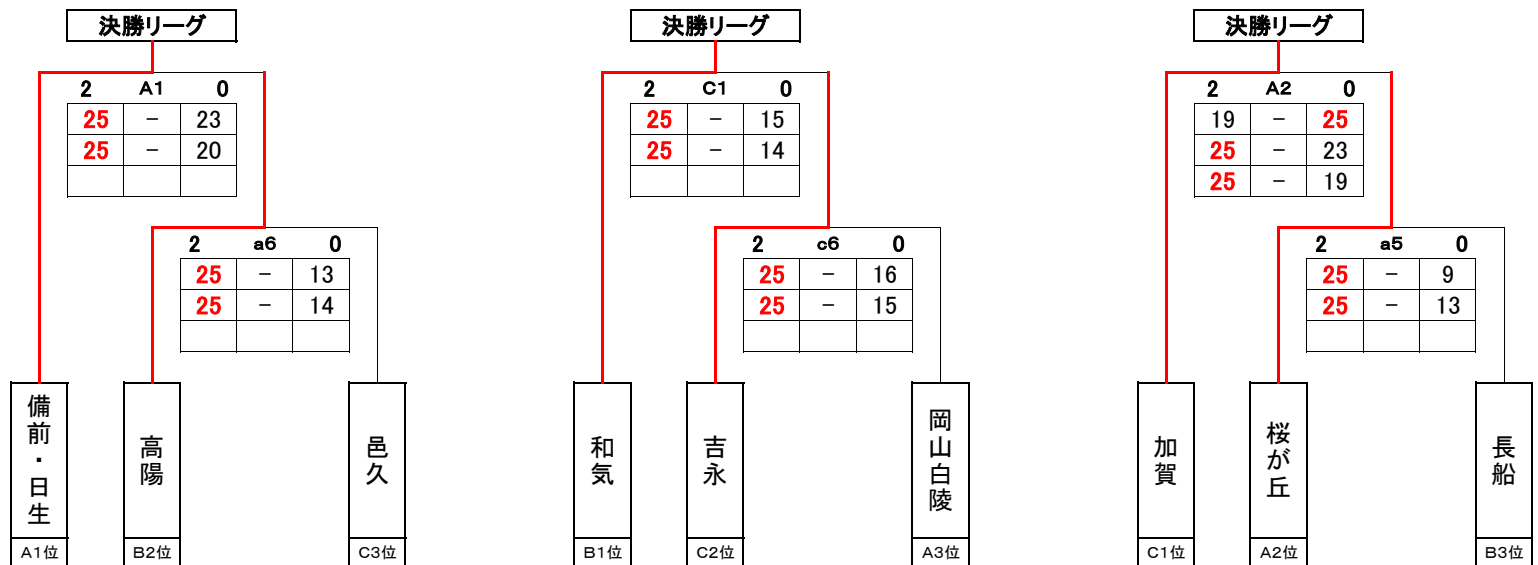 決勝リーグ 決勝リーグ 決勝リーグ
2 A1 0 2 C1 0 2 A2 0
25 － 23 25 － 15 19 － 25
25 － 20 25 － 14 25 － 23
25 － 19
2 a6 0 2 c6 0 2 a5 0
25 － 13 25 － 16 25 － 9
25 － 14 25 － 15 25 － 13
備前・日生 高陽 邑久 和気 吉永 岡山白陵 加賀 桜が丘 長船
A1位 B2位 C3位 B1位 C2位 A3位 C1位 A2位 B3位